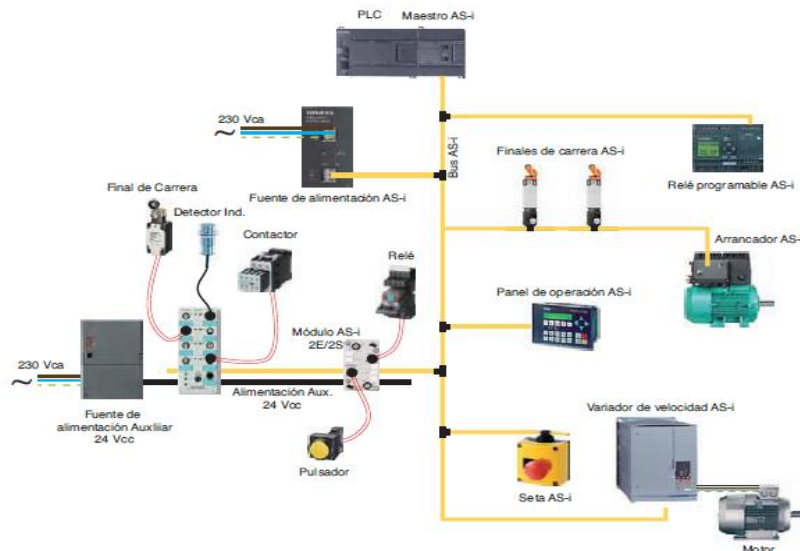 PLC
Maestro AS-i
230 Vca
Fuente de alimentación AS-i
Bus AS-i
Finales de carrera AS-i
Relé programable AS-i
Final de Carrera
Detector Ind.
Contactor
Relé
Arrancador AS-
Panel de operación AS-i
Módulo AS-i
2E/2S
230 Vca
Alimentación Aux.
24 Vcc
Fuente de
alimentación Auxiliar
24 Vcc
Pulsador
Variador de velocidad AS-i
Seta AS-i
Motor